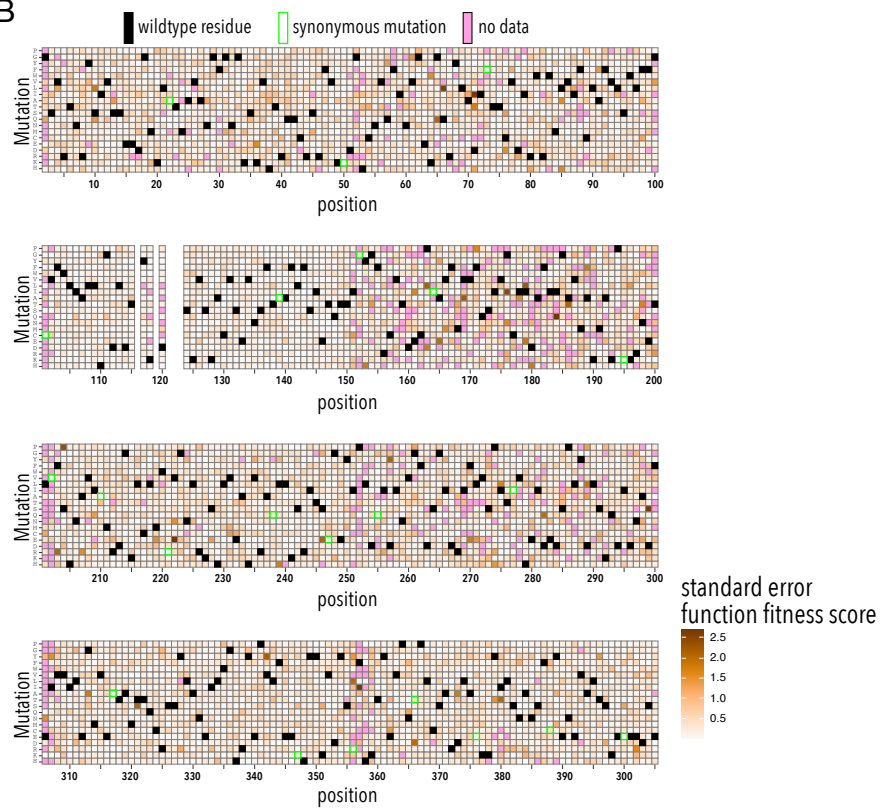 B
wildtype residue synonymous mutation no data
Mutation
10 20 30 40 50 60 70 80 90 100
position
Mutation
110 120 130 140 150 160 170 180 190 200
position
Mutation
210 220 230 240 250 260 270 280 290 300
position
standard error
function fitness score
2.5
2.0
1.5
1.0
0.5
Mutation
310 320 330 340 350 360 370 380 390 300
position